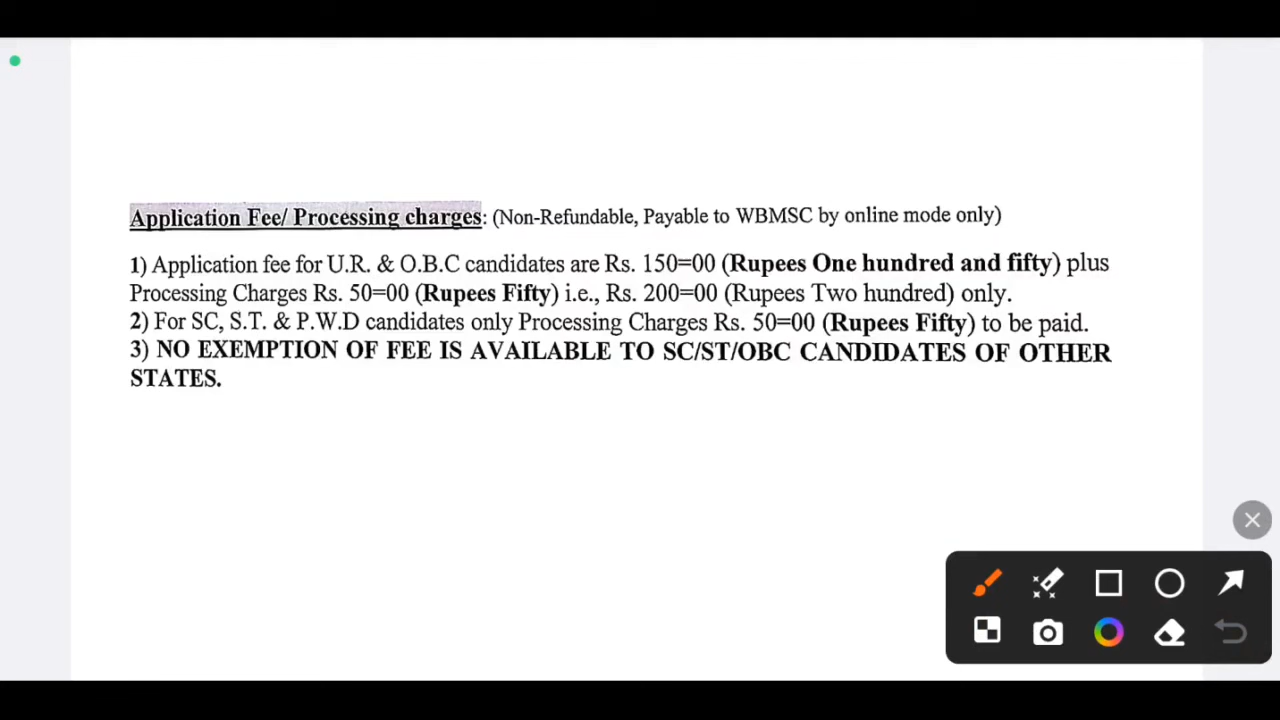 Application Fee/ Processing charges: (Non-Refundable, Payable to WBMSC by online mode only)
1) Application fee for U.R. & O.B.C candidates are Rs. 150=00 (Rupees One hundred and fifty) plus
Processing Charges Rs. 50=00 (Rupees Fifty) i.e., Rs. 200=00 (Rupees Two hundred) only.
2) For SC, S.T. & P.W.D candidates only Processing Charges Rs. 50=00 (Rupees Fifty) to be paid.
3) NO EXEMPTION OF FEE IS AVAILABLE TO SC/ST/OBC CANDIDATES OF OTHER
STATES.